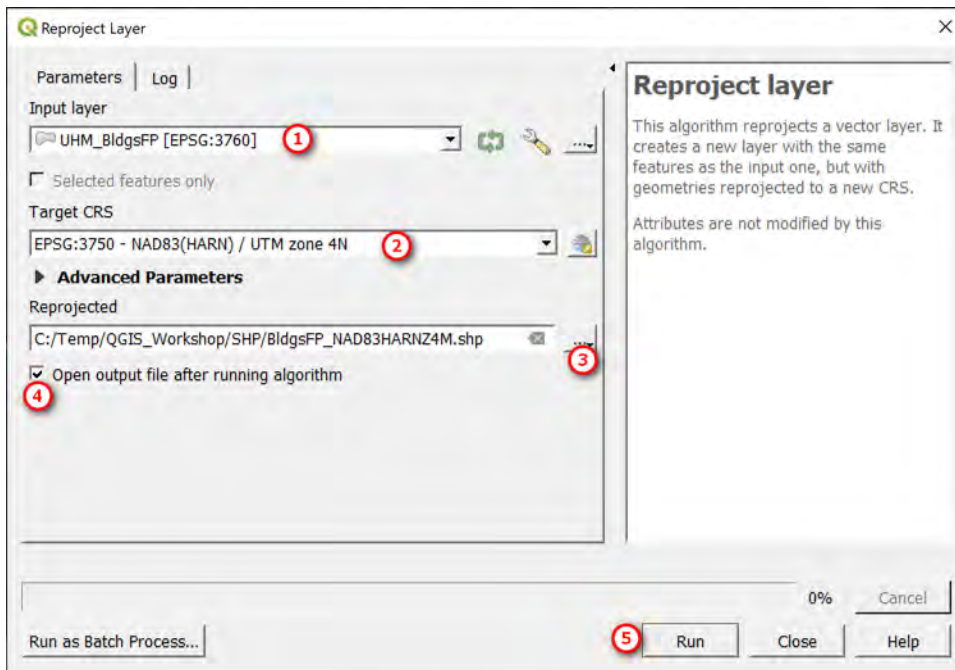 Reproject Layer
Parameters
Log
Input layer
UHM_BldgsFP [EPSG:3760]
1
...
Selected features only
Target CRS
EPSG:3750 - NAD83(HARN) / UTM zone 4N
2
Advanced Parameters
Reprojected
C:/Temp/QGIS_Workshop/SHP/BldgsFP_NAD83HARNZ4M.shp
...
3
Open output file after running algorithm
4
Reproject layer
This algorithm reprojects a vector layer. It
creates a new layer with the same
features as the input one, but with
geometries reprojected to a new CRS.
Attributes are not modified by this
algorithm.
0%
Cancel
Run as Batch Process...
5
Run
Close
Help